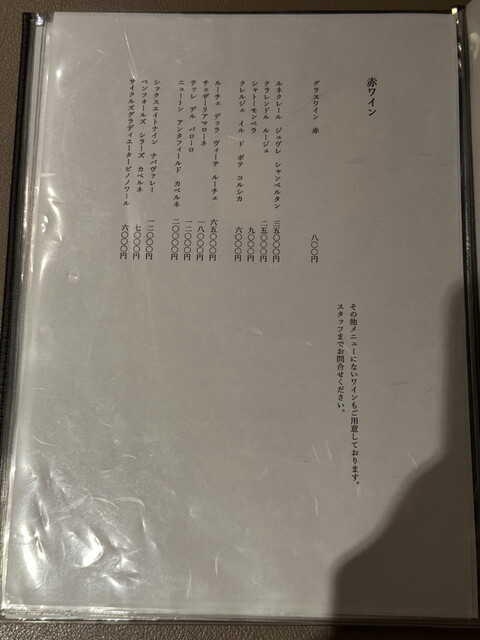 赤ワイン
グラスワイン 赤 八〇〇円
ルネクレール ジュヴレ シャンベルタン 三五〇〇〇円
クラレンドル ルージュ 二五〇〇〇円
シャトーモンペラ 九〇〇〇円
クレルジェ イル ド ボテ コルシカ 六〇〇〇円
ルーチェ デッラ ヴィーテ ルーチェ 六五〇〇〇円
チェザーリアマローネ 一八〇〇〇円
テッレ デル バローロ 一二〇〇〇円
ニュートン アンタフィールド カベルネ 二〇〇〇〇円
シックスエイトナイン ナパヴァレー 一二〇〇〇円
ペンフォールズ シラーズ カベルネ 七〇〇〇円
サイクルズグラディエーターピノノワール 六〇〇〇円
その他メニューにないワインもご用意しております。
スタッフまでお問合せください。